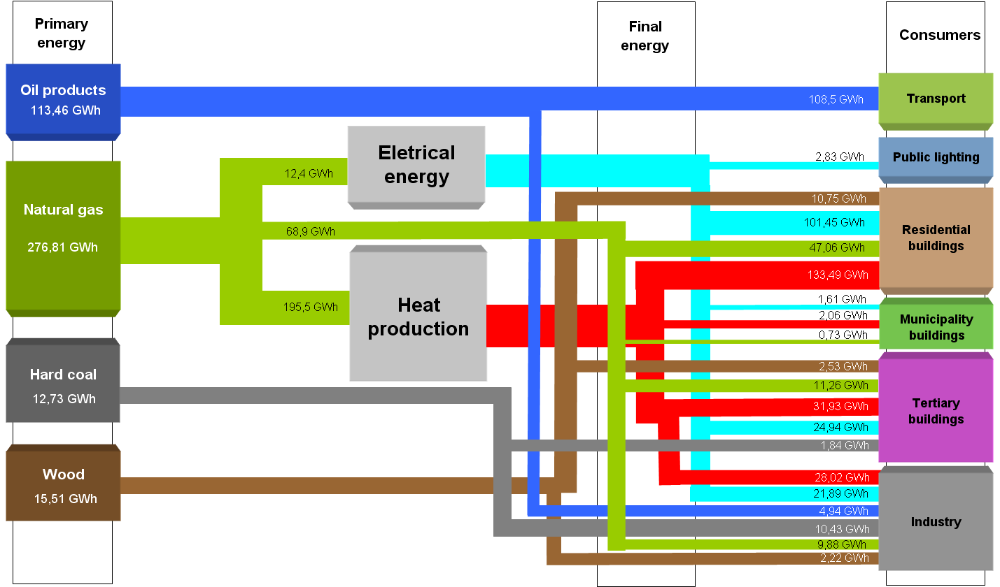 Primary
energy
Final
energy
Consumers
Oil products
113,46 GWh
108,5 GWh
Transport
Eletrical
energy
2,83 GWh
Public lighting
Natural gas
276,81 GWh
12,4 GWh
68,9 GWh
195,5 GWh
10,75 GWh
101,45 GWh
47,06 GWh
133,49 GWh
Residential
buildings
Heat
production
1,61 GWh
2,06 GWh
0,73 GWh
Municipality
buildings
Hard coal
12,73 GWh
2,53 GWh
11,26 GWh
31,93 GWh
24,94 GWh
1,84 GWh
Tertiary
buildings
Wood
15,51 GWh
28,02 GWh
21,89 GWh
4,94 GWh
10,43 GWh
9,88 GWh
2,22 GWh
Industry